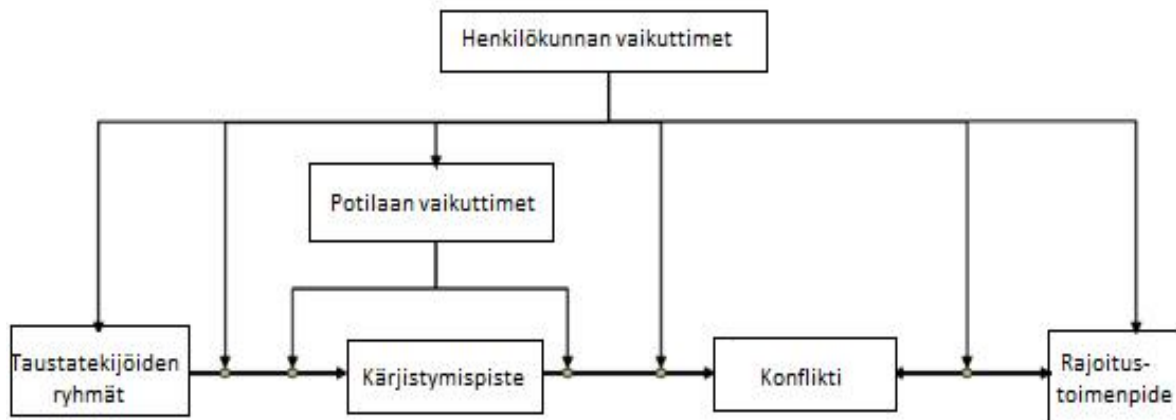 Henkilökunnan vaikuttimet
Potilaan vaikuttimet
Taustatekijöiden
ryhmät
Kärjistymispiste
Konflikti
Rajoitus-
toimenpide